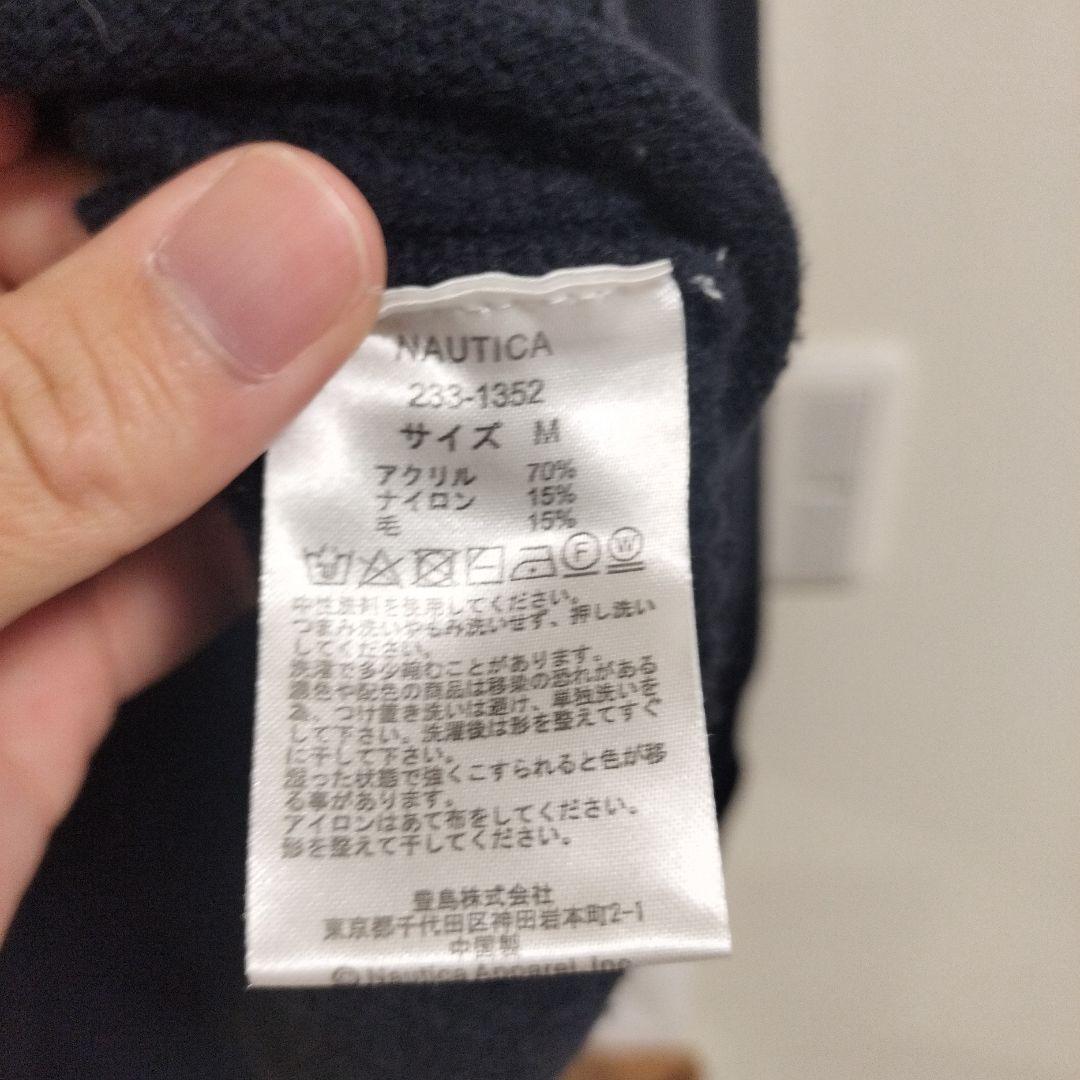 NAUTICA
233-1352
サイズ M
アクリル 70%
ナイロン 15%
毛 15%
F W
中性洗剤を使用してください。
つまみ洗いやもみ洗いせず、押し洗い
してください。
洗濯で多少縮むことがあります。
濃色や配色の商品は移染の恐れがある
為、つけ置き洗いは避け、単独洗いを
して下さい。洗濯後は形を整えてすぐ
に干して下さい。
湿った状態で強くこすられると色が移
る事があります。
アイロンはあて布をしてください。
形を整えて干してください。
豊島株式会社
東京都千代田区神田岩本町2-1
中国製
© Nautica Apparel, Inc.